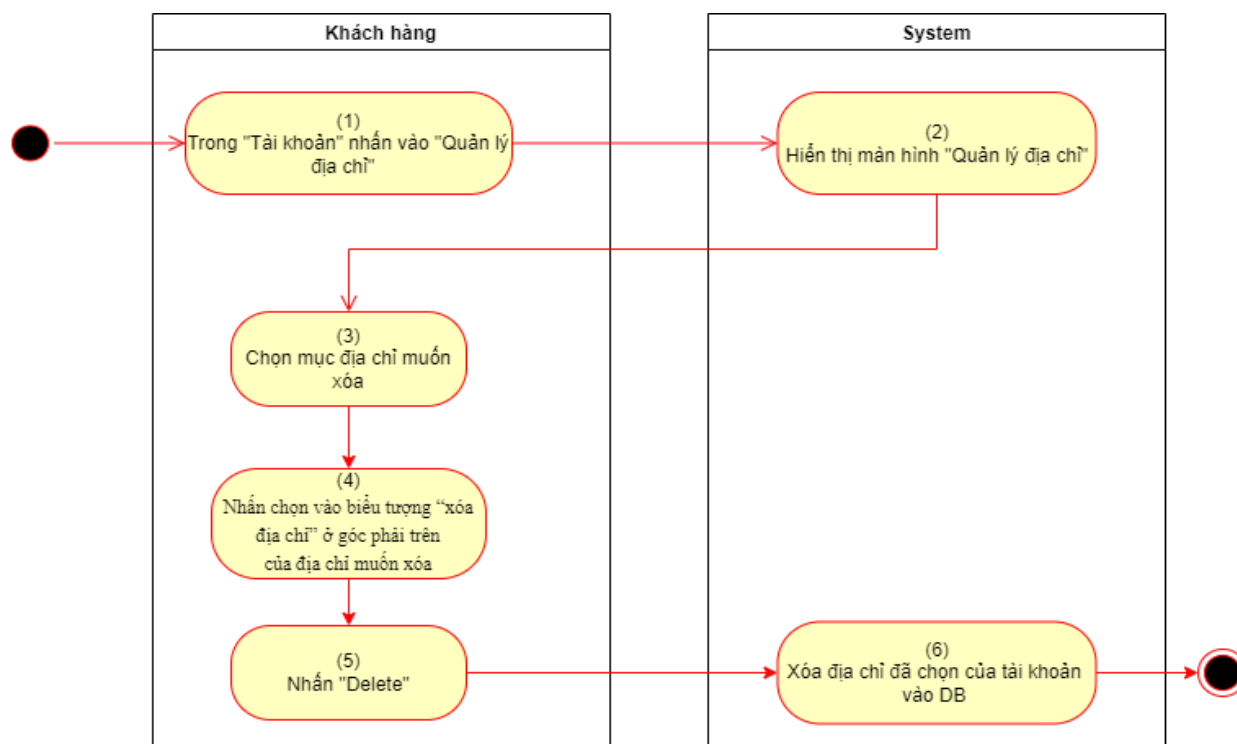 Khách hàng
System
(1)
Trong "Tài khoản" nhấn vào "Quản lý
địa chỉ"
(2)
Hiển thị màn hình "Quản lý địa chỉ"
(3)
Chọn mục địa chỉ muốn
xóa
(4)
Nhấn chọn vào biểu tượng “xóa
địa chỉ” ở góc phải trên
của địa chỉ muốn xóa
(5)
Nhấn "Delete"
(6)
Xóa địa chỉ đã chọn của tài khoản
vào DB